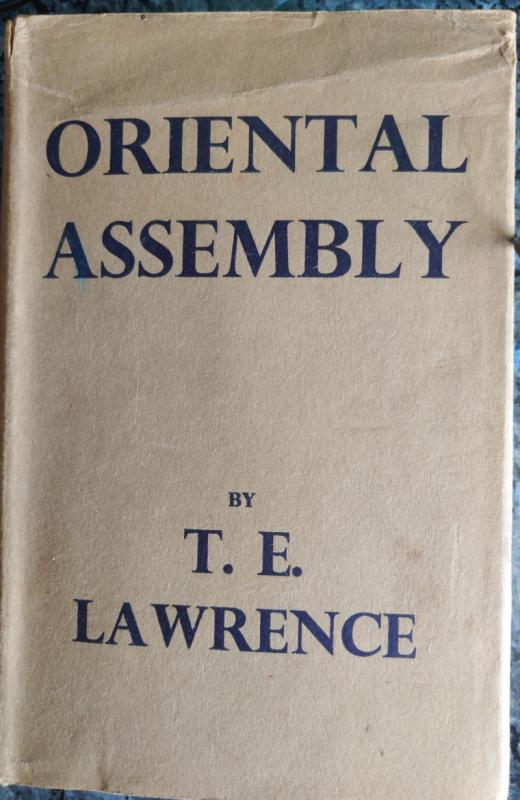 ORIENTAL
ASSEMBLY
BY
T. E.
LAWRENCE